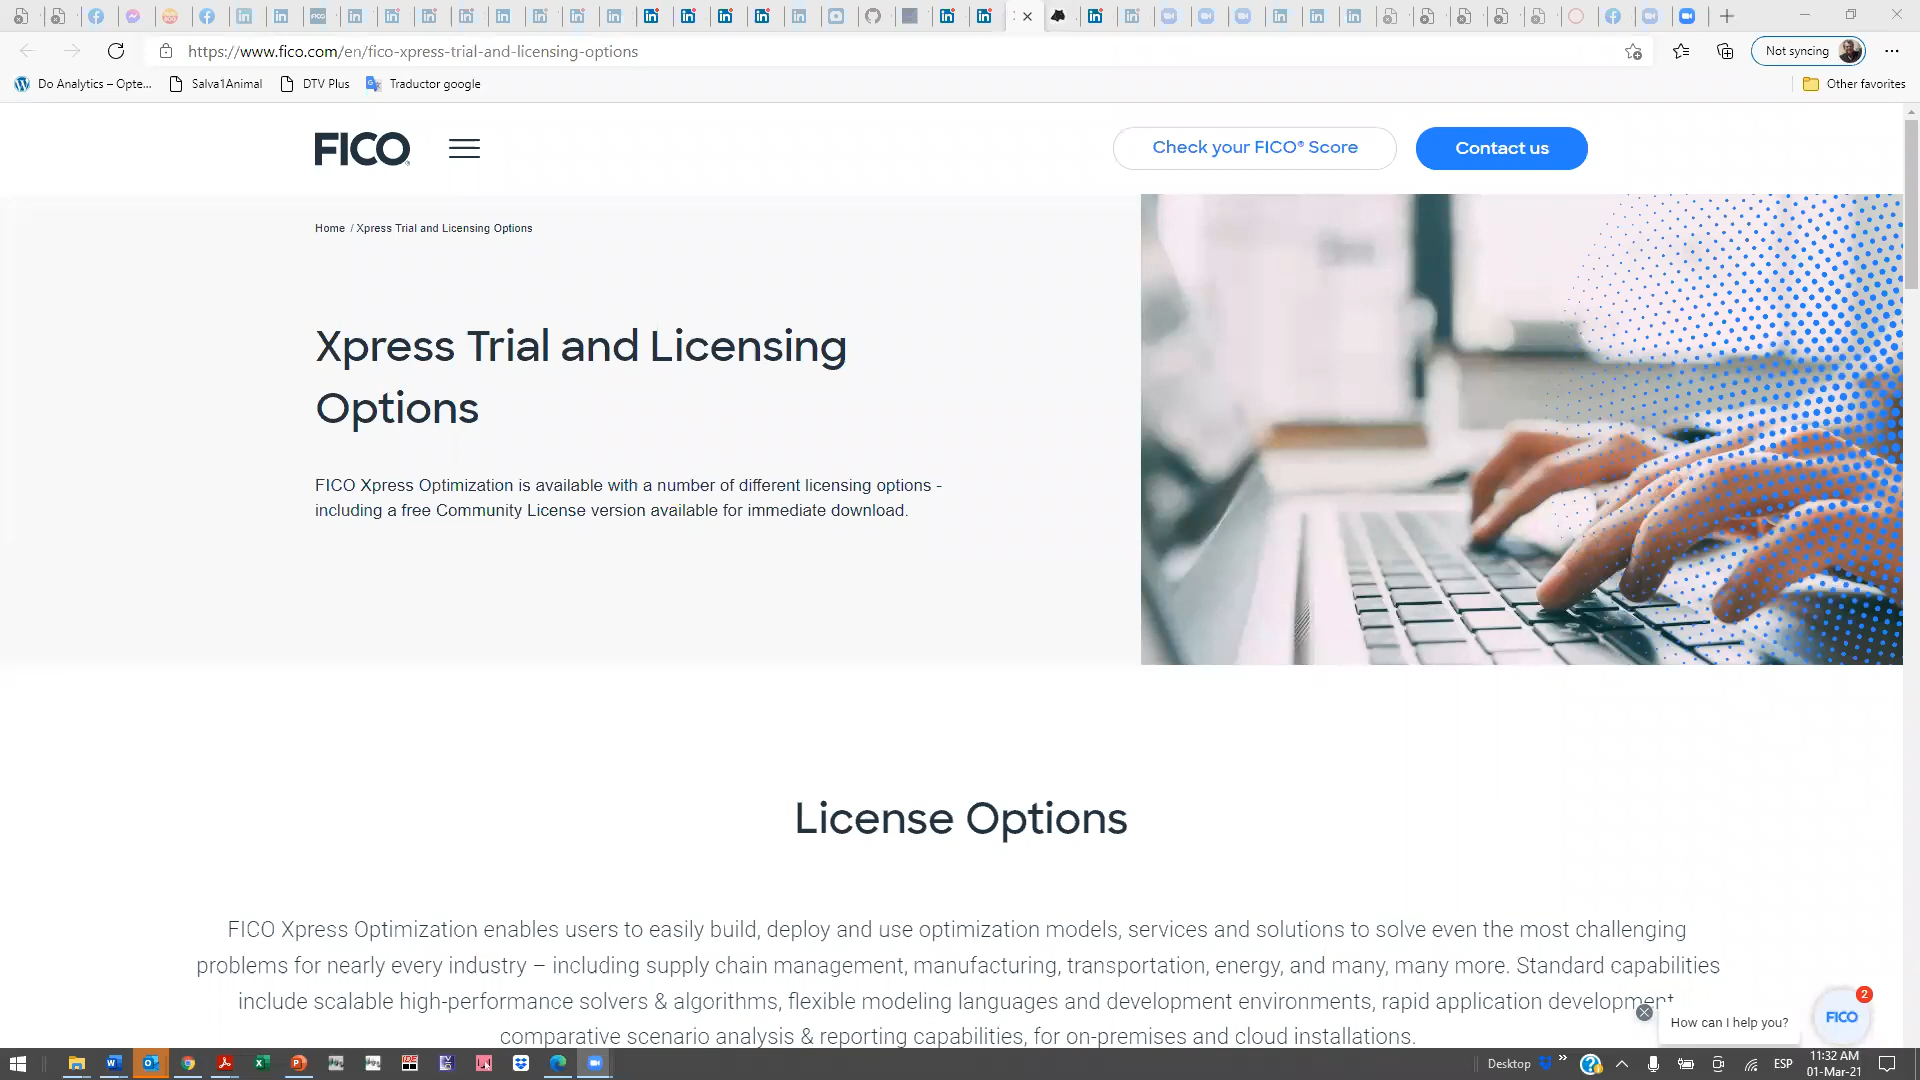 https://www.fico.com/en/fico-xpress-trial-and-licensing-options
Not syncing
Do Analytics – Opte...
Salva1Animal
DTV Plus
Traductor google
Other favorites
FICO
Check your FICO® Score
Contact us
Home / Xpress Trial and Licensing Options
Xpress Trial and Licensing
Options
FICO Xpress Optimization is available with a number of different licensing options -
including a free Community License version available for immediate download.
License Options
FICO Xpress Optimization enables users to easily build, deploy and use optimization models, services and solutions to solve even the most challenging
problems for nearly every industry – including supply chain management, manufacturing, transportation, energy, and many, many more. Standard capabilities
include scalable high-performance solvers & algorithms, flexible modeling languages and development environments, rapid application development,
comparative scenario analysis & reporting capabilities, for on-premises and cloud installations.
How can I help you?
FICO
2
Desktop
ESP
11:32 AM
01-Mar-21